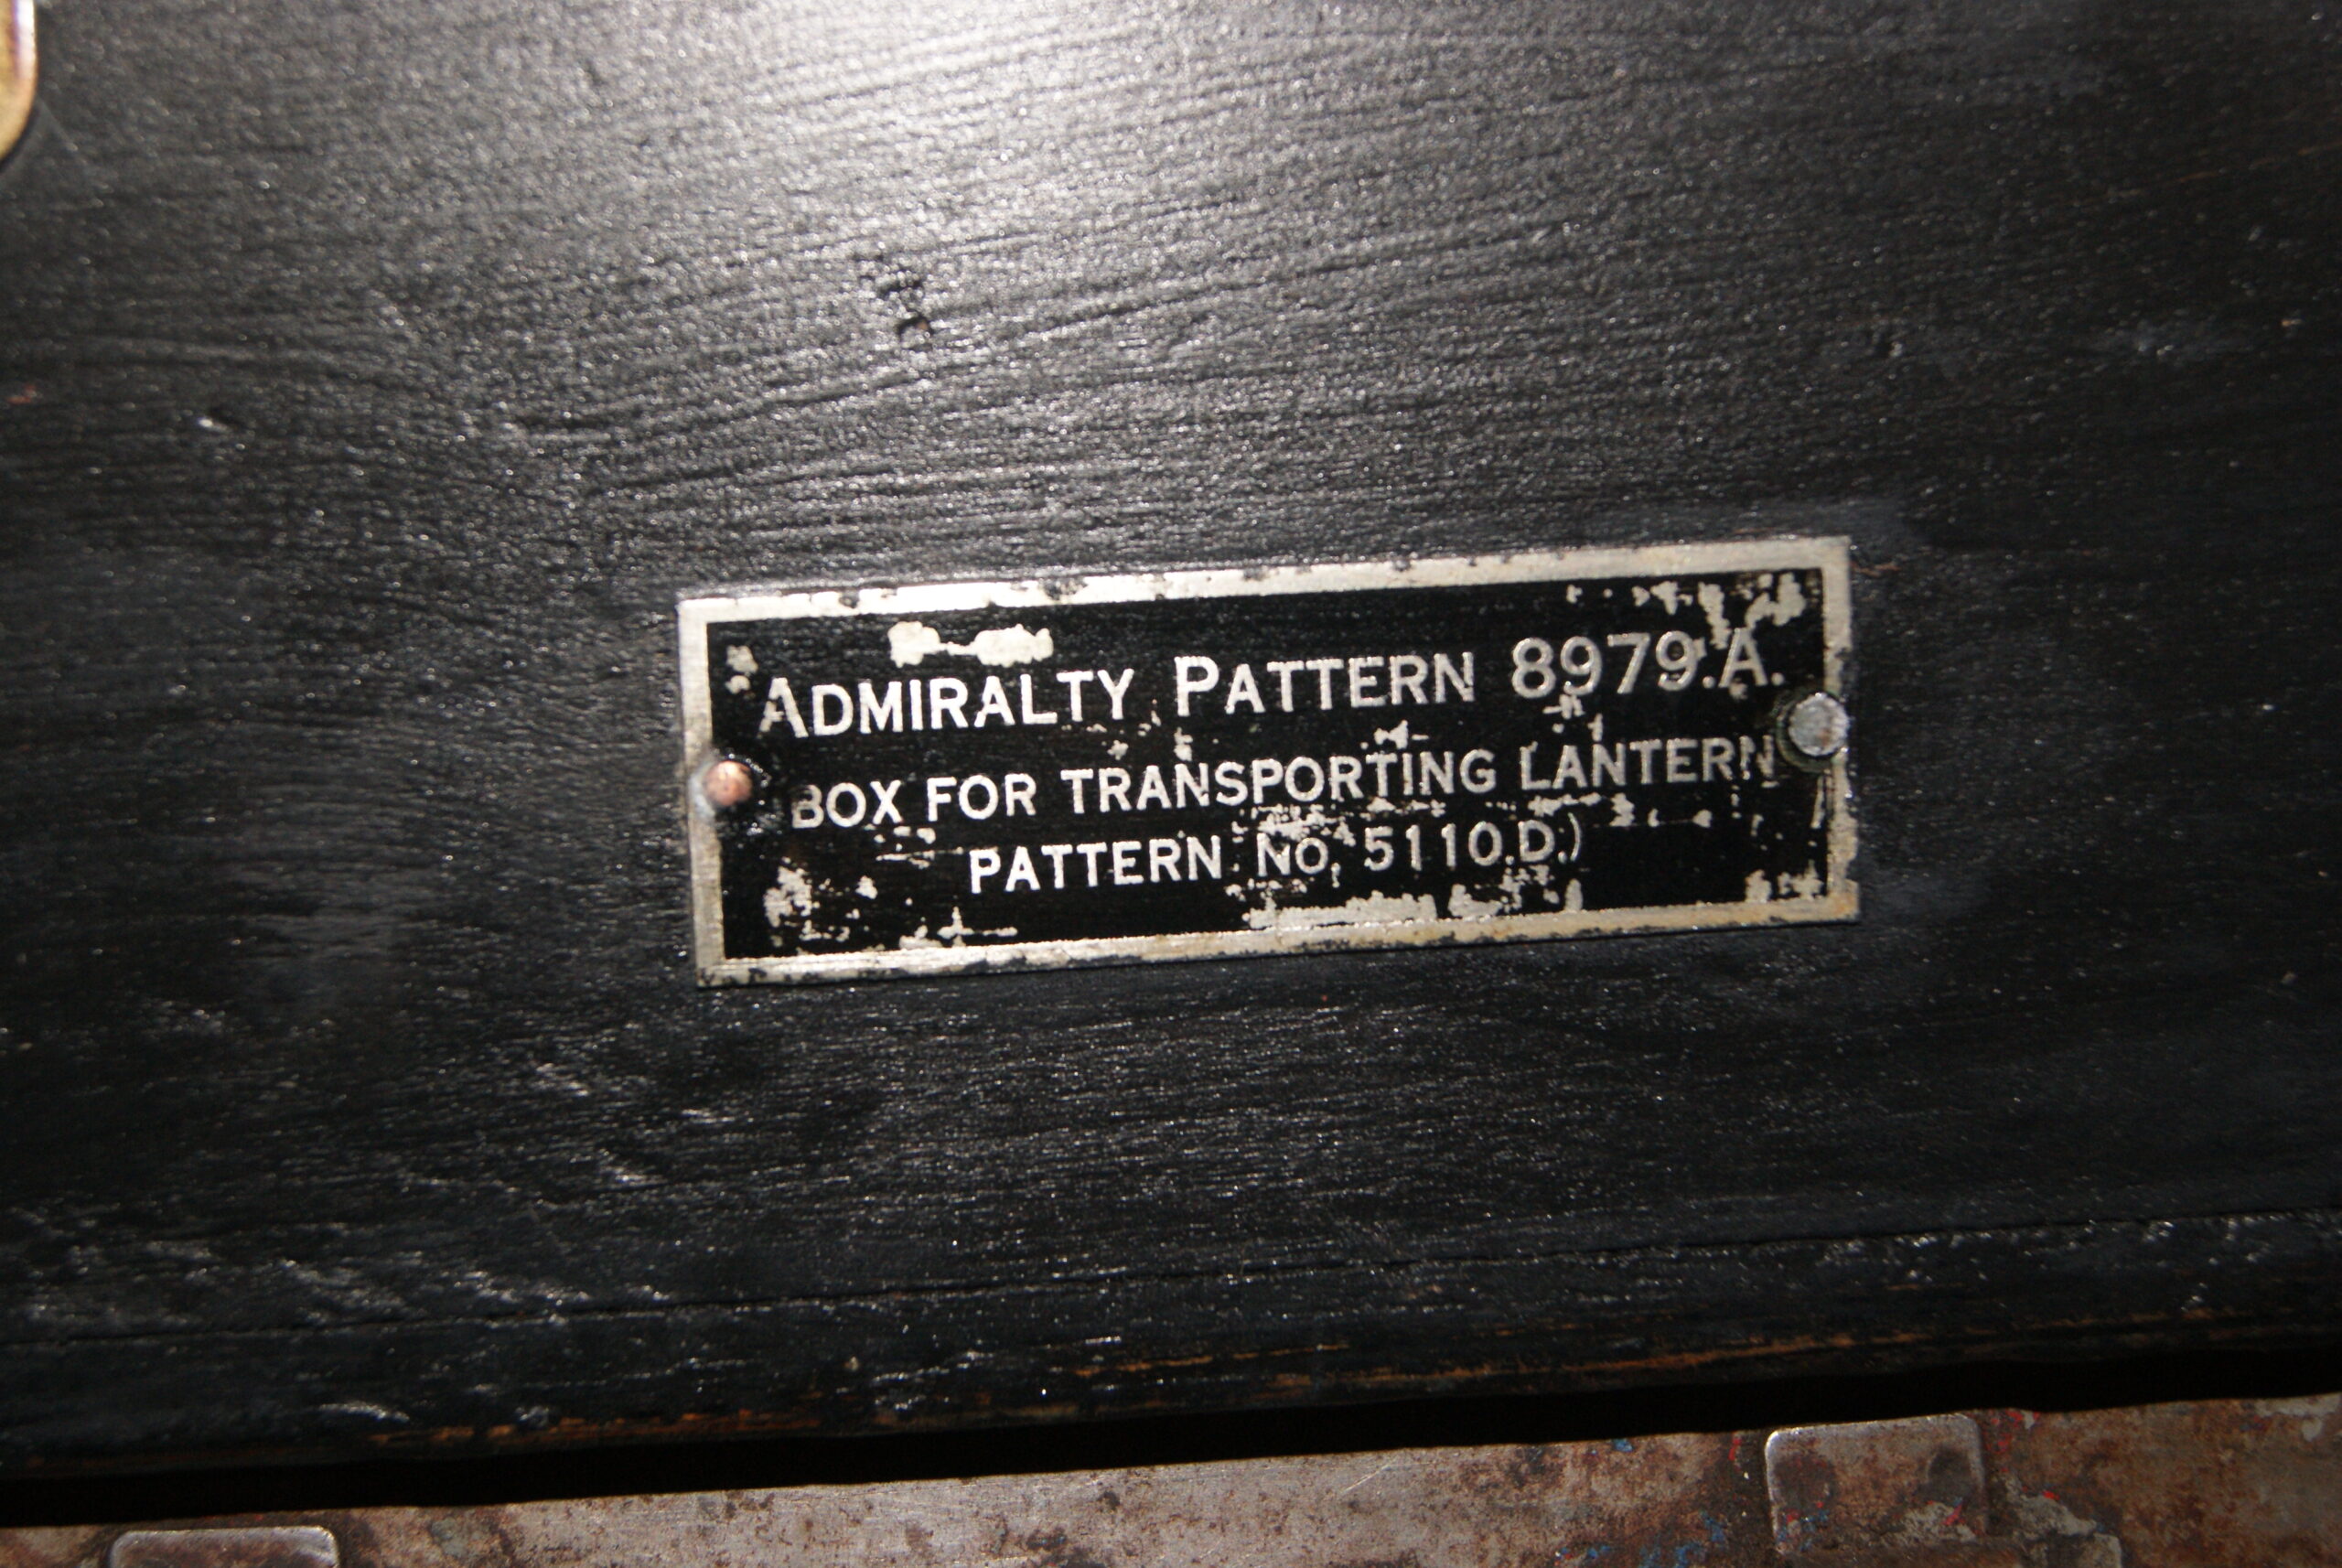 ADMIRALTY PATTERN 8979.A.
BOX FOR TRANSPORTING LANTERN
PATTERN NO. 5110.D.)